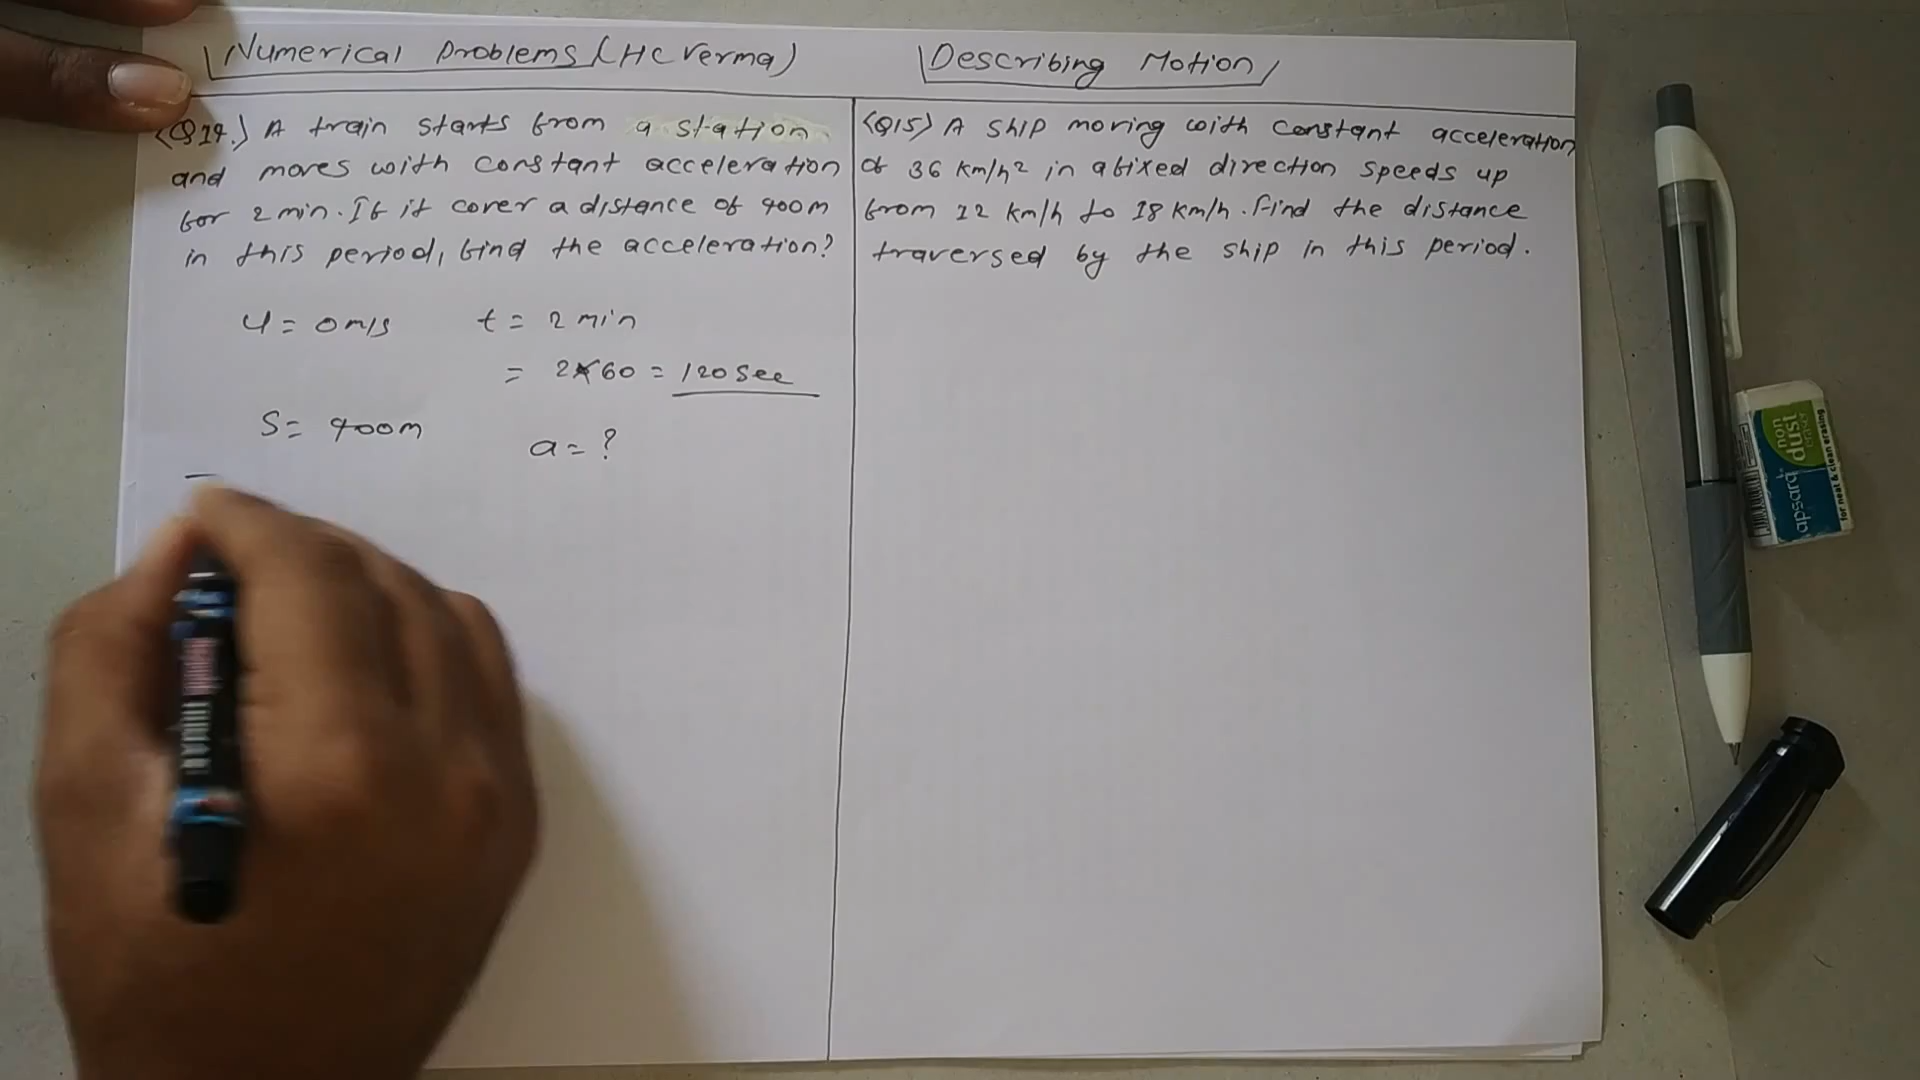 Numerical Problems (HC Verma)
Describing Motion
(Q14.) A train starts from a station
and moves with constant acceleration
for 2 min. If it cover a distance of 400m
in this period, find the acceleration?
u = 0 m/s
t = 2 min
= 2×60 = 120 sec
S = 400m
a = ?
(Q15) A ship moving with constant acceleration
of 36 km/h² in a fixed direction speeds up
from 12 km/h to 18 km/h. Find the distance
traversed by the ship in this period.
non
dust
eraser
apsara
for neat & clean erasing